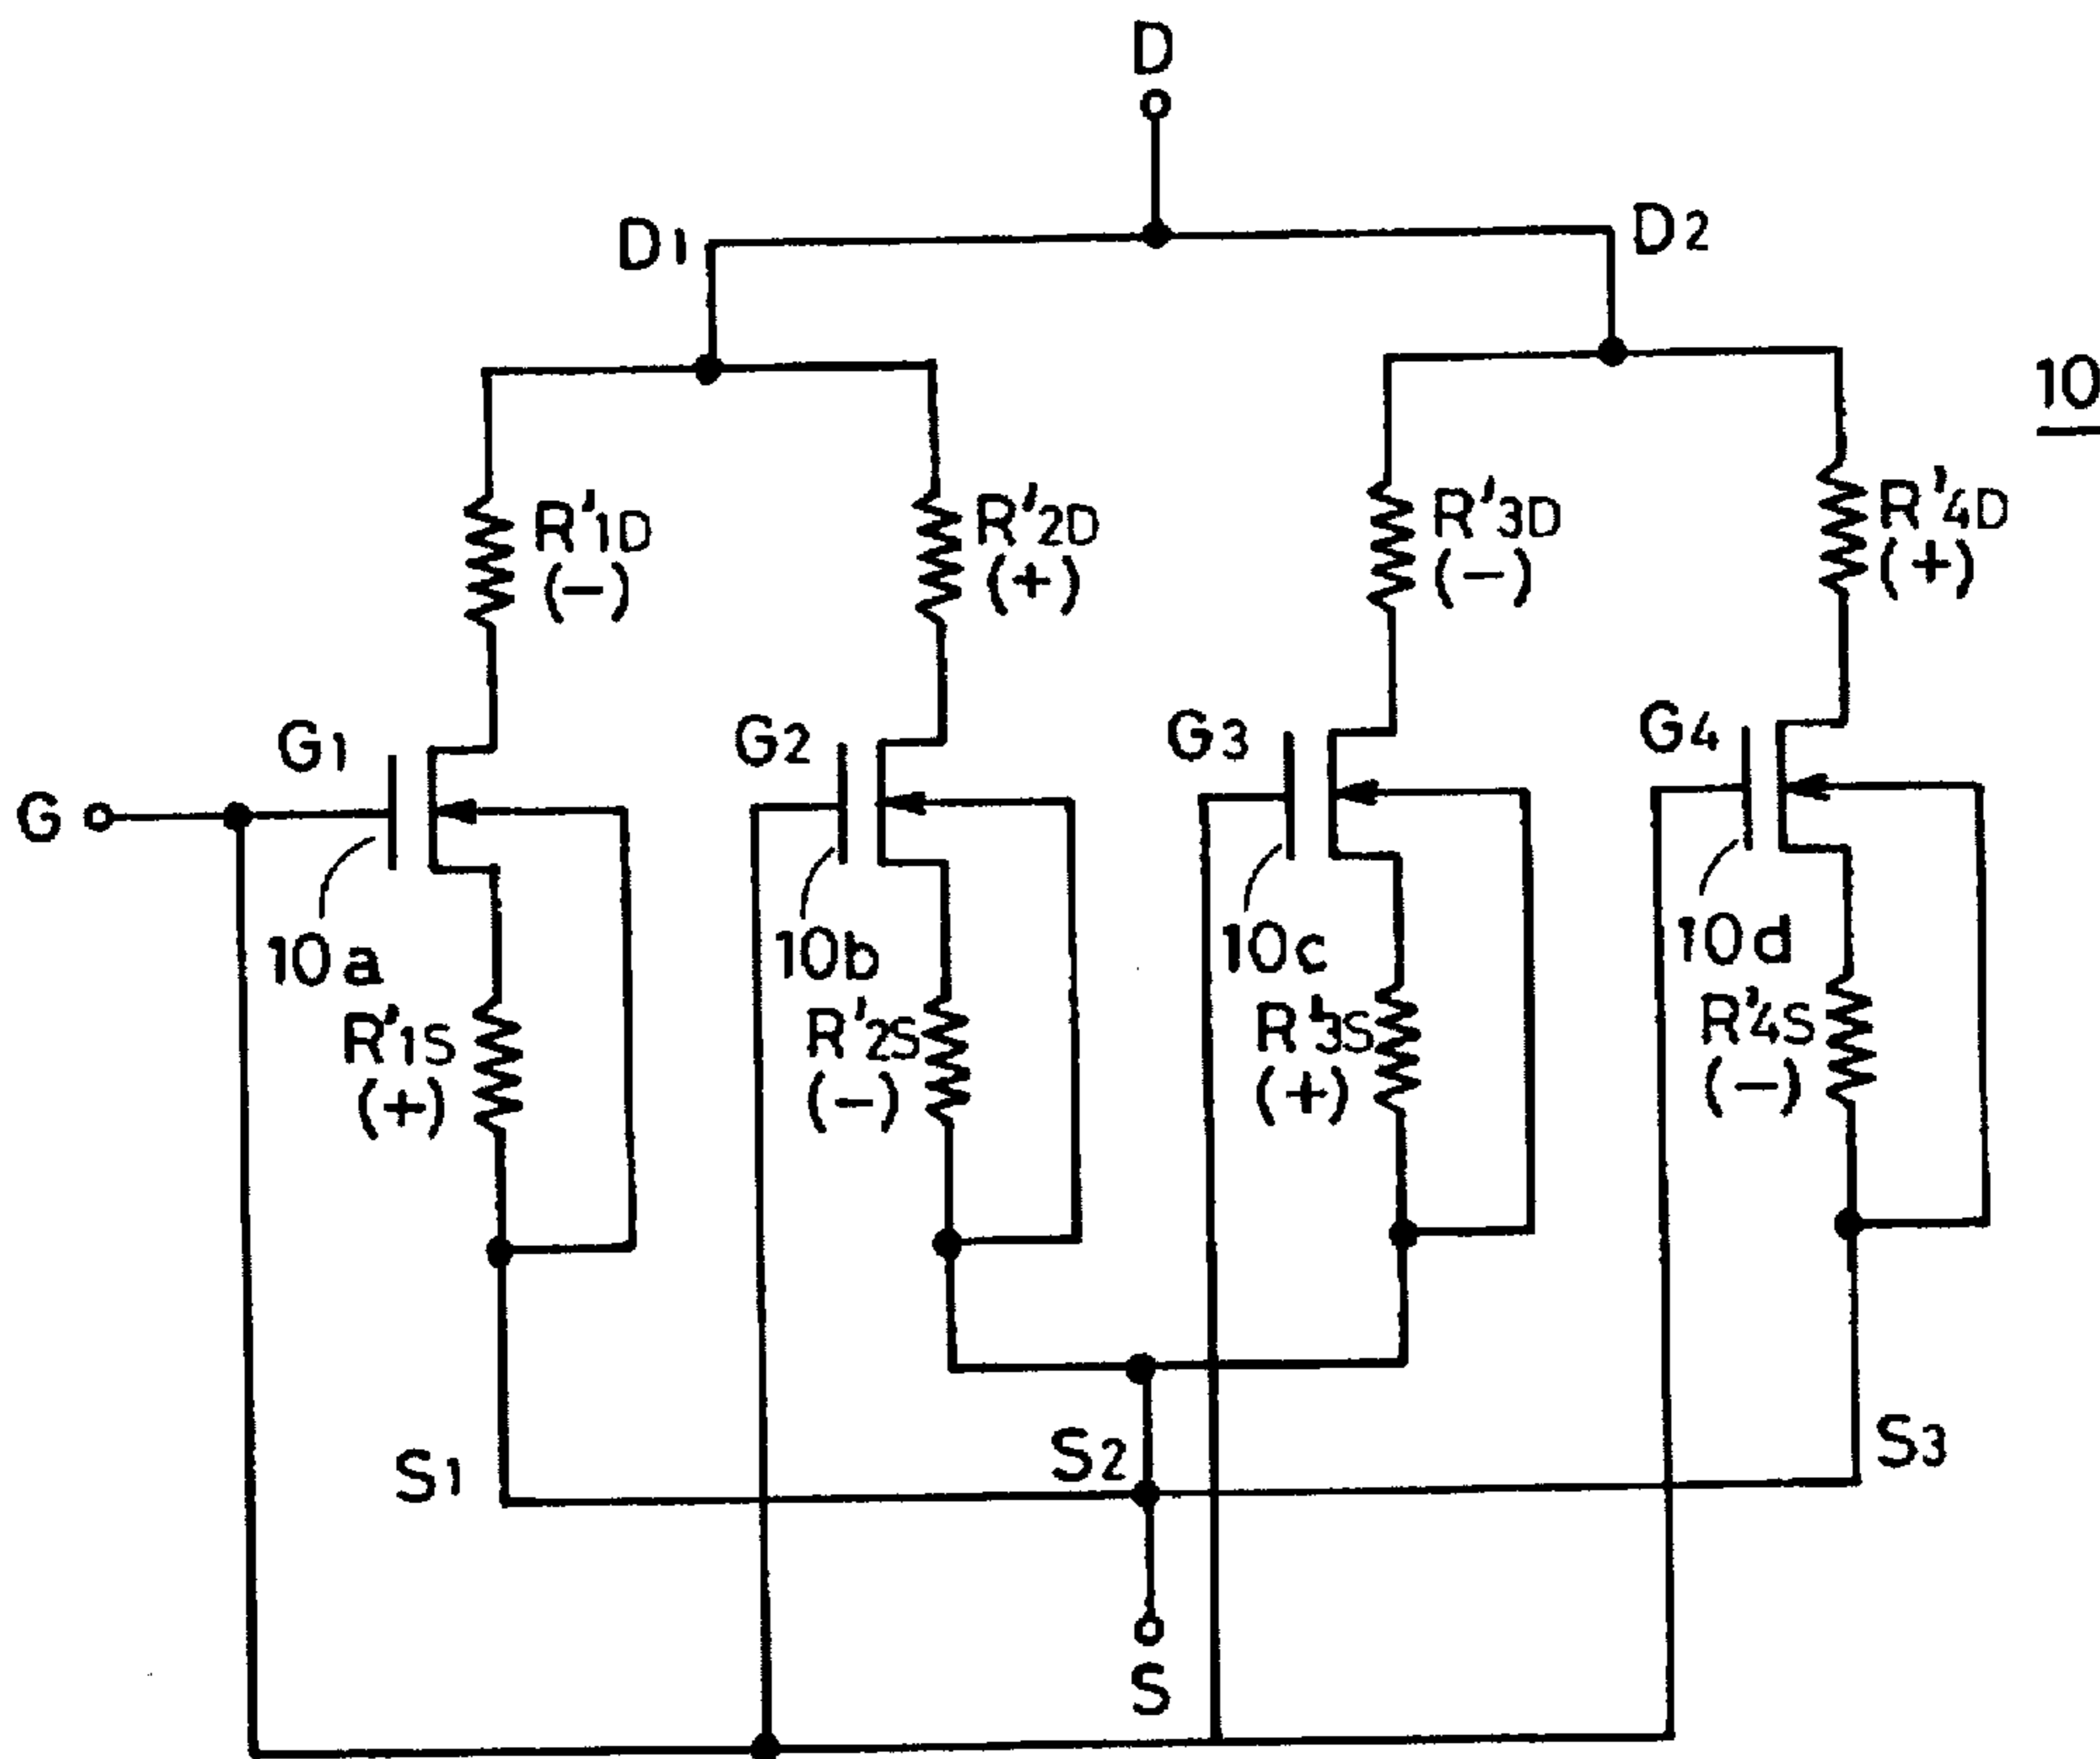 D
D1
D2
10
R'1D
(−)
R'2D
(+)
R'3D
(−)
R'4D
(+)
G1
G2
G3
G4
G
10a
10b
10c
10d
R'1S
(+)
R'2S
(−)
R'3S
(+)
R'4S
(−)
S1
S2
S3
S